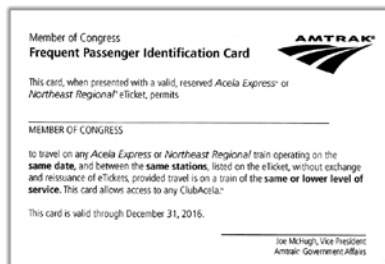 Member of Congress
Frequent Passenger Identification Card
AMTRAK®
This card, when presented with a valid, reserved Acela Express® or
Northeast Regional® eTicket, permits
MEMBER OF CONGRESS
to travel on any Acela Express or Northeast Regional train operating on the
same date, and between the same stations, listed on the eTicket, without exchange
and reissuance of eTickets, provided travel is on a train of the same or lower level of
service. This card allows access to any ClubAcela.℠
This card is valid through December 31, 2016.
Joe McHugh, Vice President
Amtrak® Government Affairs